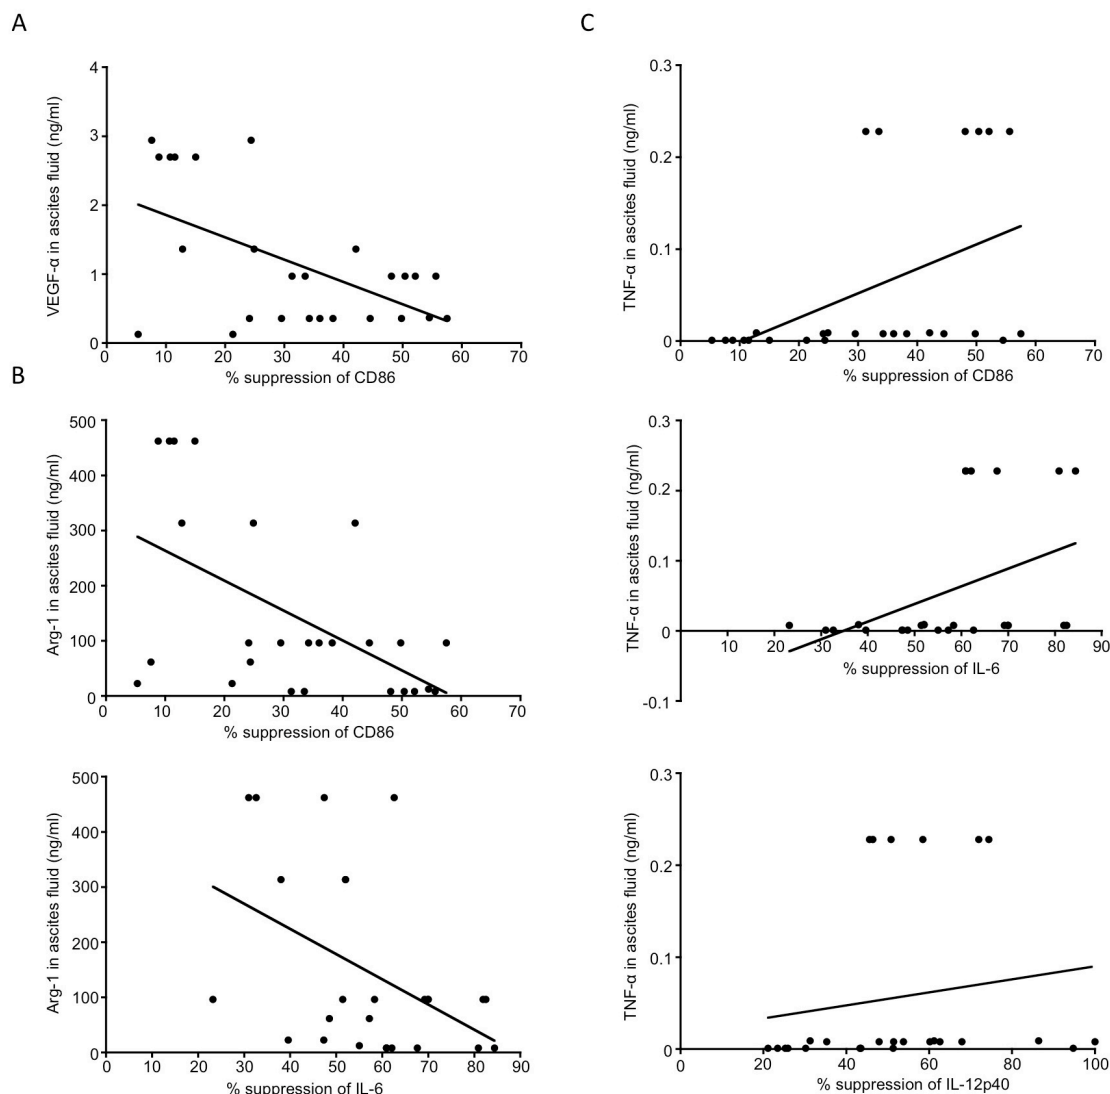 A
VEGF-α in ascites fluid (ng/ml)
4
3
2
1
0
0 10 20 30 40 50 60 70
% suppression of CD86
B
Arg-1 in ascites fluid (ng/ml)
500
400
300
200
100
0
0 10 20 30 40 50 60 70
% suppression of CD86
Arg-1 in ascites fluid (ng/ml)
500
400
300
200
100
0
0 10 20 30 40 50 60 70 80 90
% suppression of IL-6
C
TNF-α in ascites fluid (ng/ml)
0.3
0.2
0.1
0
0 10 20 30 40 50 60 70
% suppression of CD86
TNF-α in ascites fluid (ng/ml)
0.3
0.2
0.1
0
-0.1
10 20 30 40 50 60 70 80 90
% suppression of IL-6
TNF-α in ascites fluid (ng/ml)
0.3
0.2
0.1
0
0 20 40 60 80 100
% suppression of IL-12p40